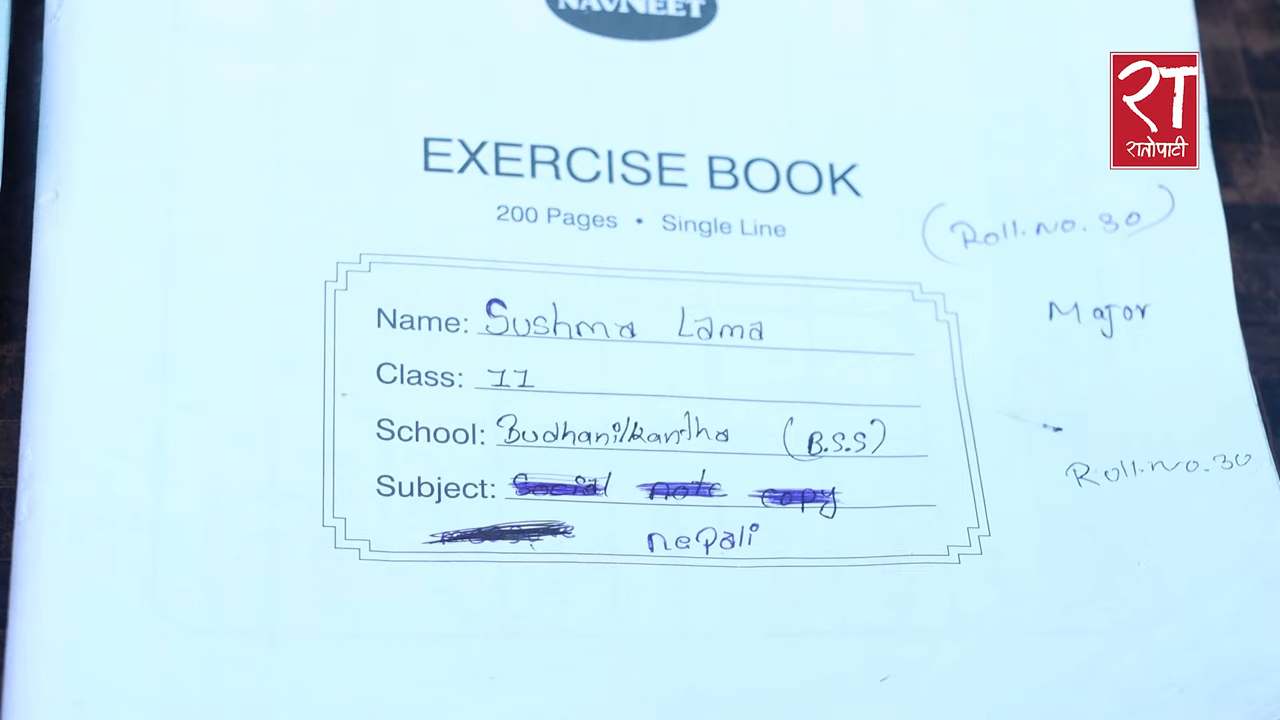 NAVNEET
रातोपाटी
EXERCISE BOOK
200 Pages • Single Line
(Roll.No.30)
Name: Sushma Lama
Major
Class: 11
School: Budhanilkantha (B.S.S)
Roll.No.30
Subject: Social note copy
nepali